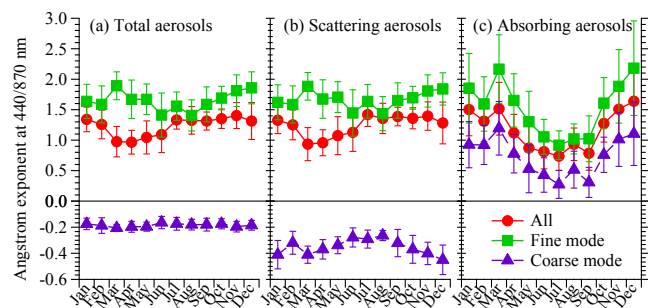 (a) Total aerosols
(b) Scattering aerosols
(c) Absorbing aerosols
Angstrom exponent at 440/870 nm
3.0
2.5
2.0
1.5
1.0
0.5
0.0
-0.2
-0.4
-0.6
All
Fine mode
Coarse mode
Jan Feb Mar Apr May Jun Jul Aug Sep Oct Nov Dec
Jan Feb Mar Apr May Jun Jul Aug Sep Oct Nov Dec
Jan Feb Mar Apr May Jun Jul Aug Sep Oct Nov Dec